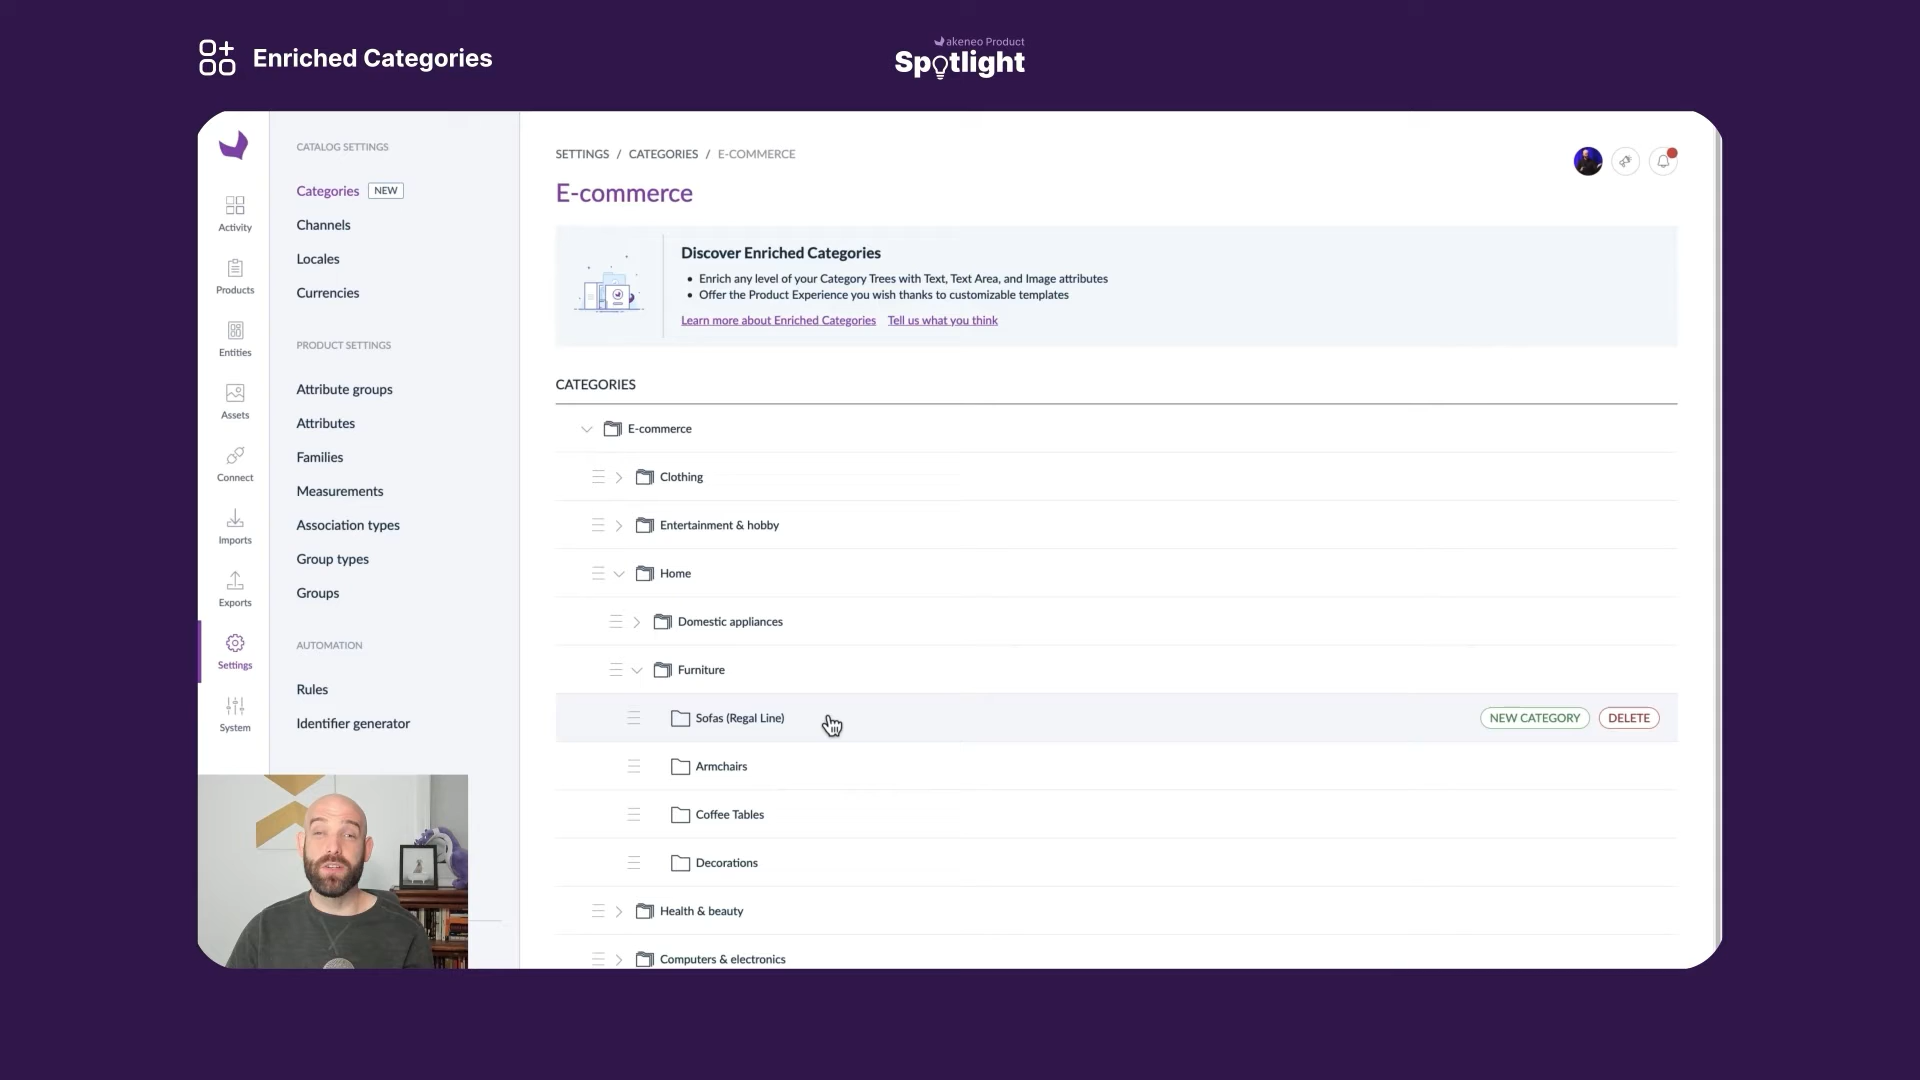 Enriched Categories
akeneo Product
Spotlight
CATALOG SETTINGS
Categories NEW
Channels
Locales
Currencies
PRODUCT SETTINGS
Attribute groups
Attributes
Families
Measurements
Association types
Group types
Groups
AUTOMATION
Rules
Identifier generator
Activity
Products
Entities
Assets
Connect
Imports
Exports
Settings
System
SETTINGS / CATEGORIES / E-COMMERCE
E-commerce
Discover Enriched Categories
• Enrich any level of your Category Trees with Text, Text Area, and Image attributes
• Offer the Product Experience you wish thanks to customizable templates
Learn more about Enriched Categories Tell us what you think
CATEGORIES
E-commerce
Clothing
Entertainment & hobby
Home
Domestic appliances
Furniture
Sofas (Regal Line) NEW CATEGORY DELETE
Armchairs
Coffee Tables
Decorations
Health & beauty
Computers & electronics